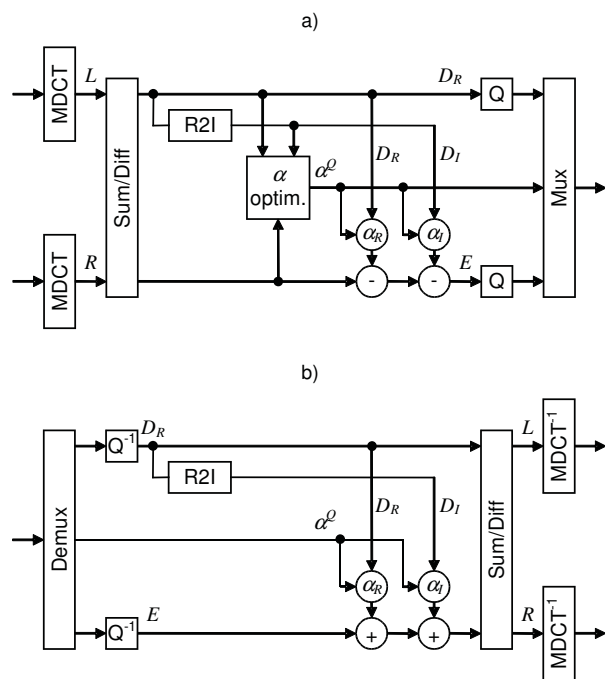 a)
MDCT
L
Sum/Diff
R2I
D_R
Q
α
optim.
α^Q
D_R
D_I
Mux
α_R
α_I
MDCT
R
-
-
E
Q
b)
Demux
Q^-1
D_R
R2I
D_R
D_I
Sum/Diff
L
MDCT^-1
α^Q
α_R
α_I
Q^-1
E
+
+
R
MDCT^-1